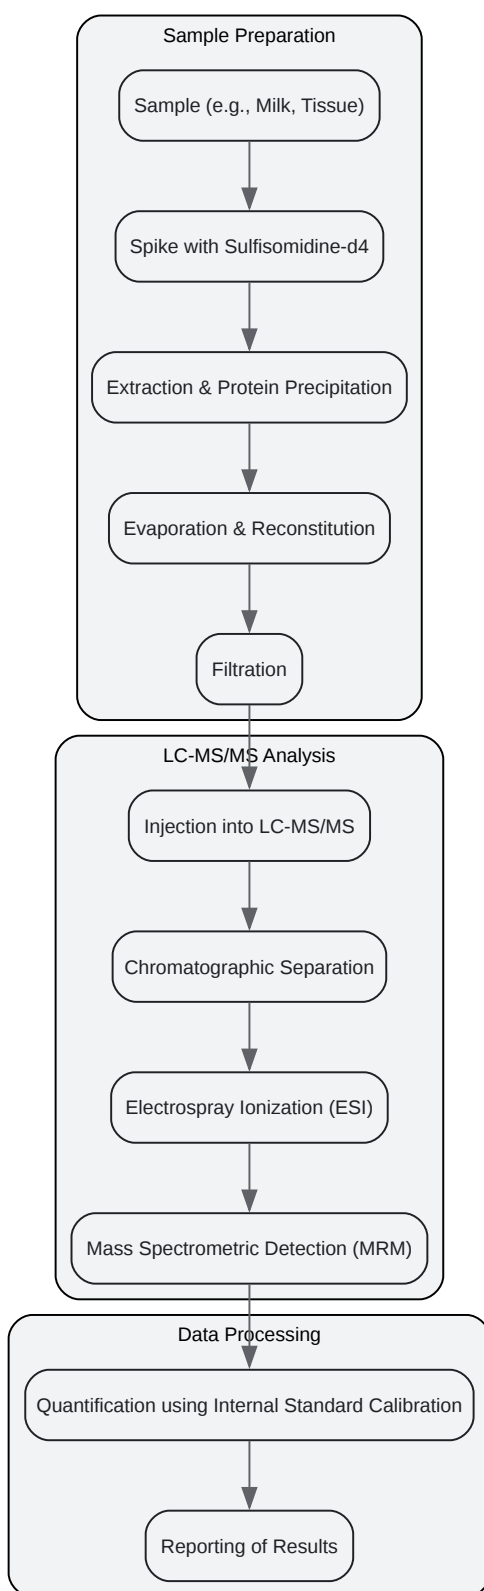 Sample Preparation
Sample (e.g., Milk, Tissue)
Spike with Sulfisomidine-d4
Extraction & Protein Precipitation
Evaporation & Reconstitution
Filtration
LC-MS/MS Analysis
Injection into LC-MS/MS
Chromatographic Separation
Electrospray Ionization (ESI)
Mass Spectrometric Detection (MRM)
Data Processing
Quantification using Internal Standard Calibration
Reporting of Results